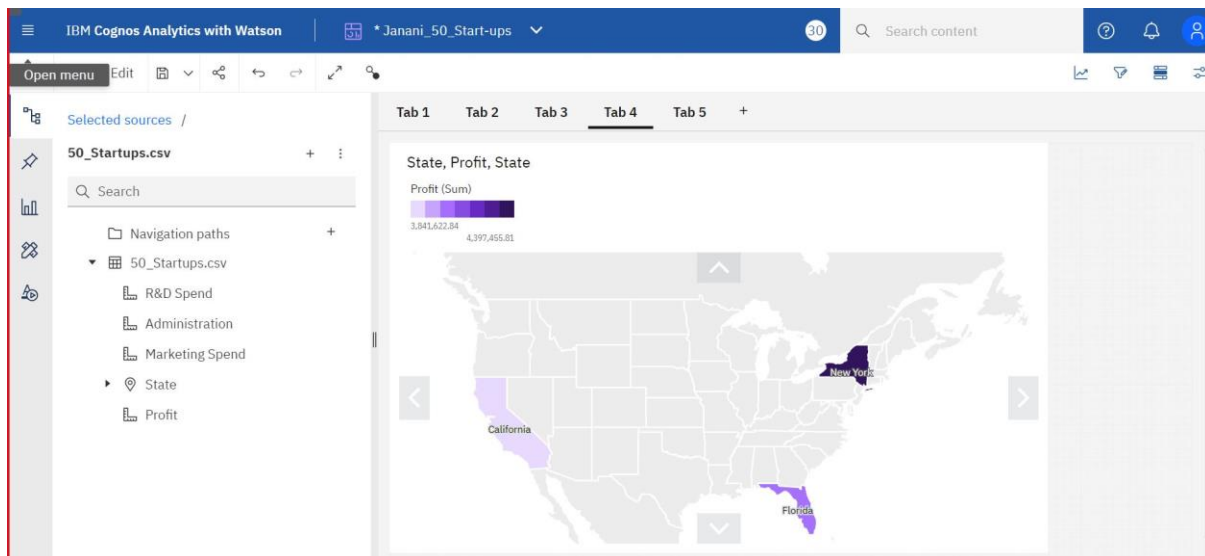 IBM Cognos Analytics with Watson
* Janani_50_Start-ups
30
Search content
Open menu
Edit
Selected sources /
50_Startups.csv
Search
Navigation paths
50_Startups.csv
R&D Spend
Administration
Marketing Spend
State
Profit
Tab 1 Tab 2 Tab 3 Tab 4 Tab 5 +
State, Profit, State
Profit (Sum)
3,841,622.84
4,397,455.81
New York
California
Florida